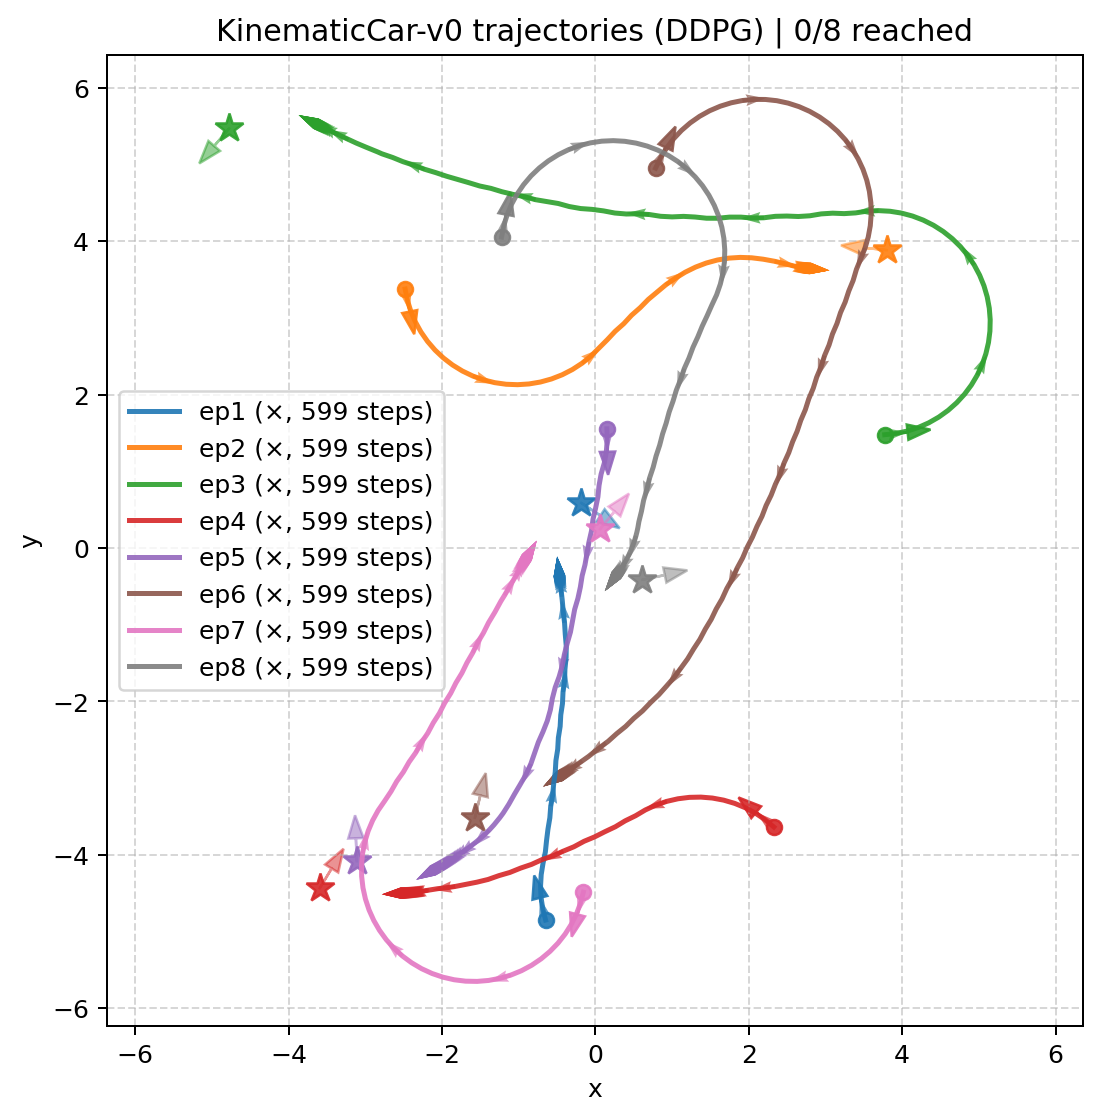 KinematicCar-v0 trajectories (DDPG) | 0/8 reached
6
4
2
0
−2
−4
−6
y
ep1 (×, 599 steps)
ep2 (×, 599 steps)
ep3 (×, 599 steps)
ep4 (×, 599 steps)
ep5 (×, 599 steps)
ep6 (×, 599 steps)
ep7 (×, 599 steps)
ep8 (×, 599 steps)
−6 −4 −2 0 2 4 6
x